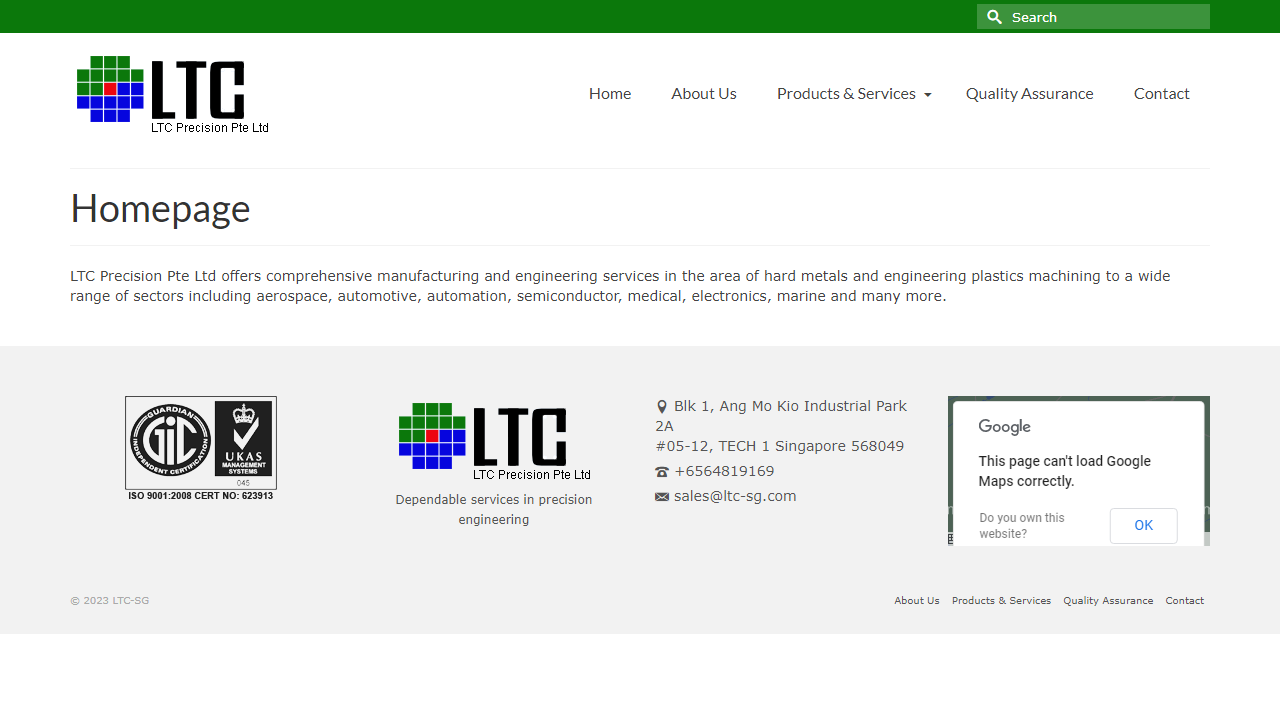 Search
LTC
LTC Precision Pte Ltd
Home
About Us
Products & Services
Quality Assurance
Contact
Homepage
LTC Precision Pte Ltd offers comprehensive manufacturing and engineering services in the area of hard metals and engineering plastics machining to a wide
range of sectors including aerospace, automotive, automation, semiconductor, medical, electronics, marine and many more.
GUARDIAN
GIC
INDEPENDENT CERTIFICATION
UKAS
MANAGEMENT
SYSTEMS
045
ISO 9001:2008 CERT NO: 623913
LTC
LTC Precision Pte Ltd
Dependable services in precision
engineering
Blk 1, Ang Mo Kio Industrial Park
2A
#05-12, TECH 1 Singapore 568049
+6564819169
sales@ltc-sg.com
Google
This page can't load Google
Maps correctly.
Do you own this
website?
OK
© 2023 LTC-SG
About Us
Products & Services
Quality Assurance
Contact